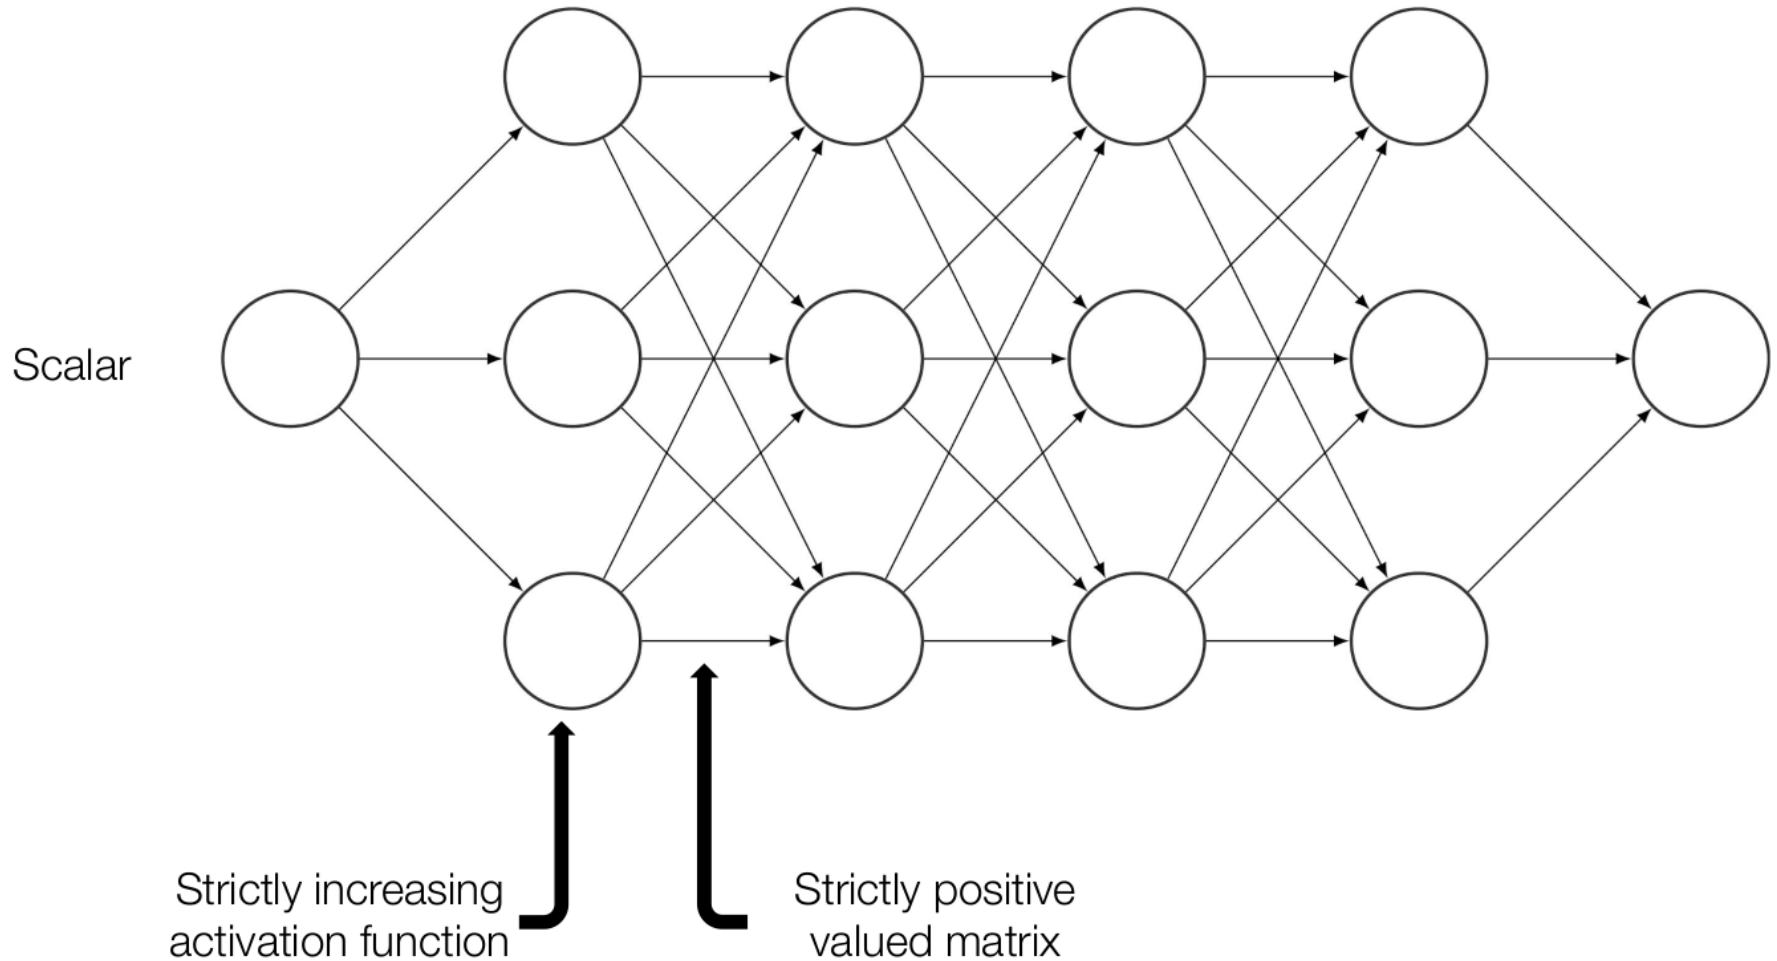 Scalar
Strictly increasing
activation function
Strictly positive
valued matrix